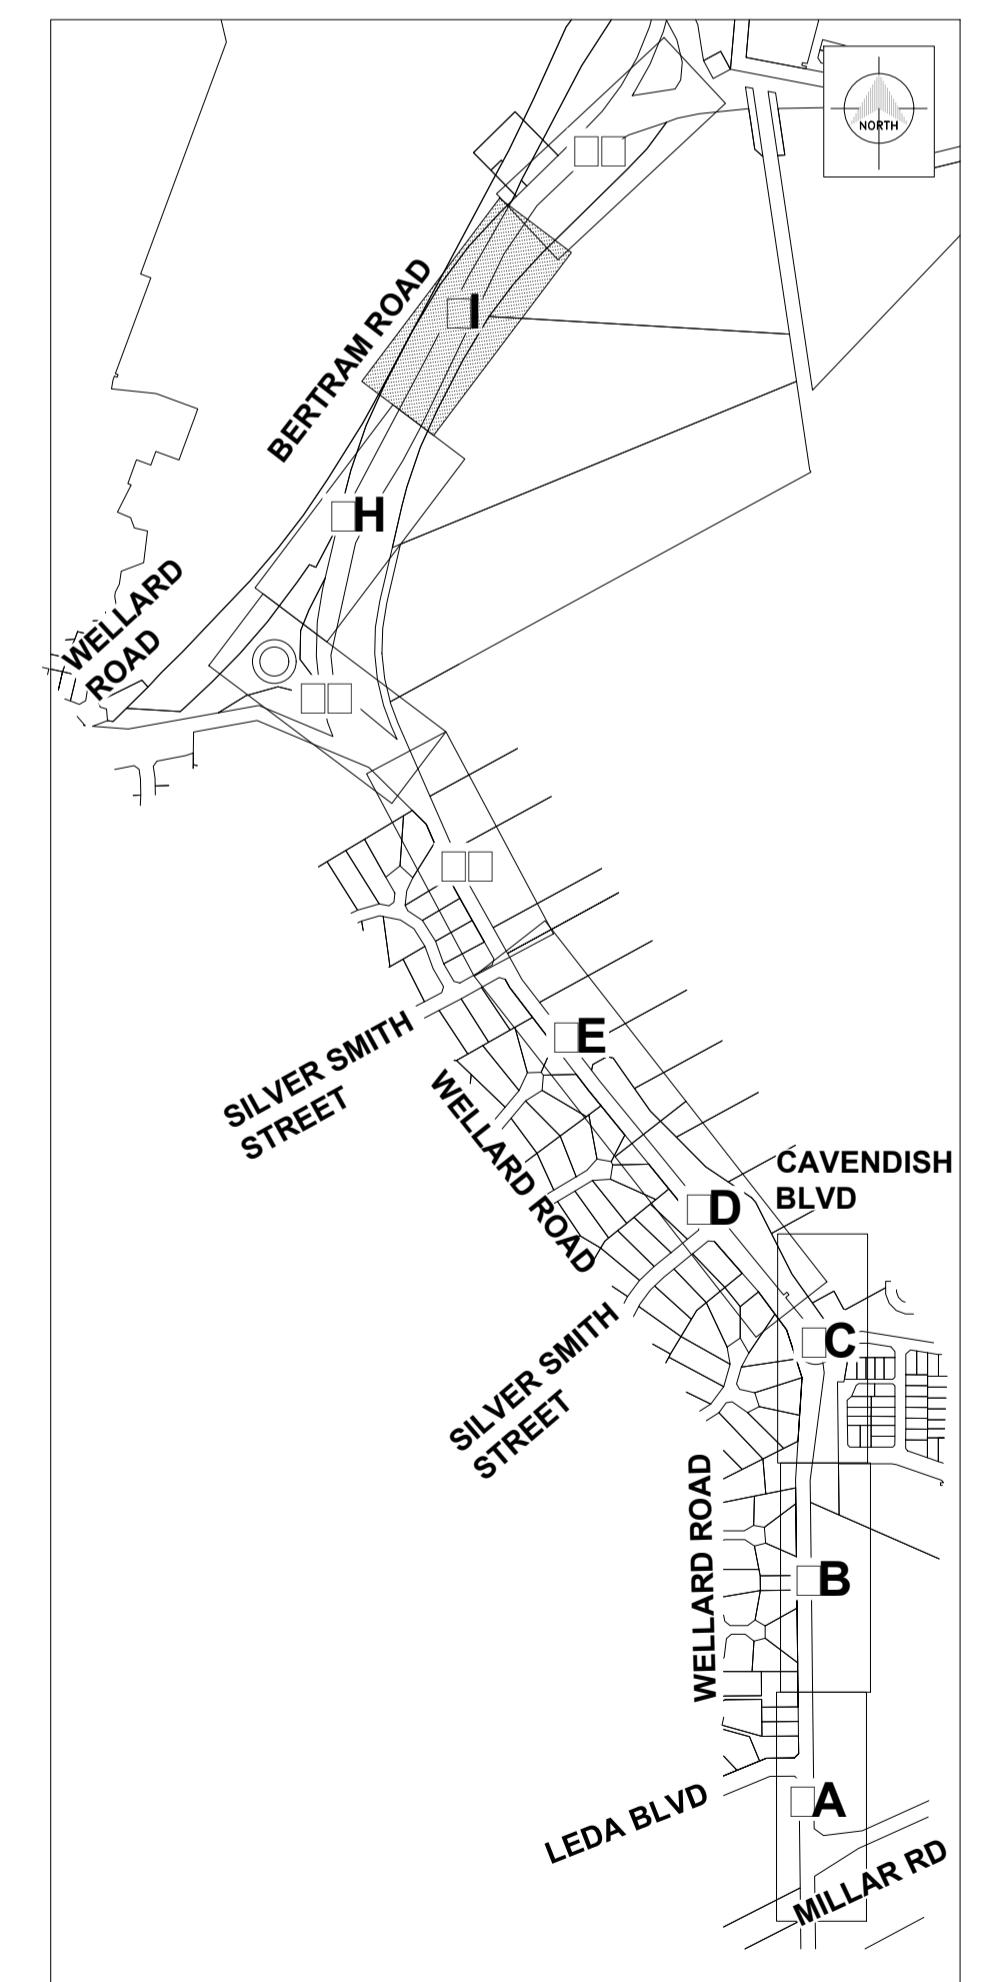 NORTH
BERTRAM ROAD
I
H
WELLARD
ROAD
E
SILVER SMITH
STREET
WELLARD ROAD
CAVENDISH
BLVD
D
C
SILVER SMITH
STREET
WELLARD ROAD
B
A
LEDA BLVD
MILLAR RD